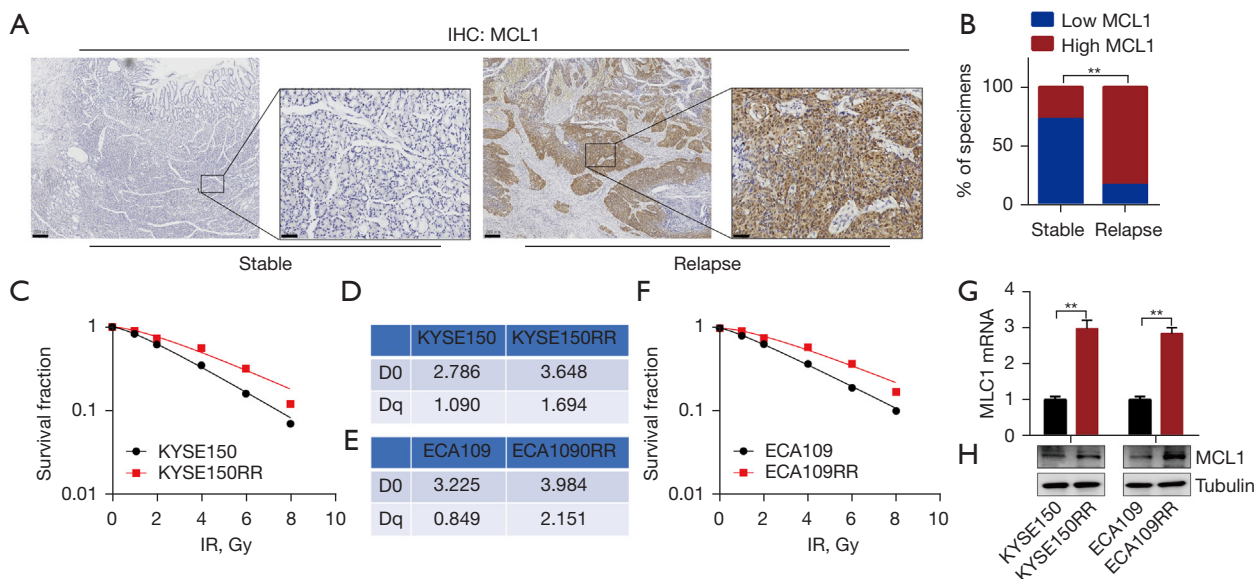 A
IHC: MCL1
Stable
Relapse
B
Low MCL1
High MCL1
**
100
50
0
% of specimens
Stable Relapse
C
1
0.1
0.01
Survival fraction
KYSE150
KYSE150RR
0 2 4 6 8 10
IR, Gy
D
KYSE150 KYSE150RR
D0 2.786 3.648
Dq 1.090 1.694
E
ECA109 ECA1090RR
D0 3.225 3.984
Dq 0.849 2.151
F
1
0.1
0.01
Survival fraction
ECA109
ECA109RR
0 2 4 6 8 10
IR, Gy
G
4
3
2
1
0
MLC1 mRNA
** **
H
MCL1
Tubulin
KYSE150
KYSE150RR
ECA109
ECA109RR